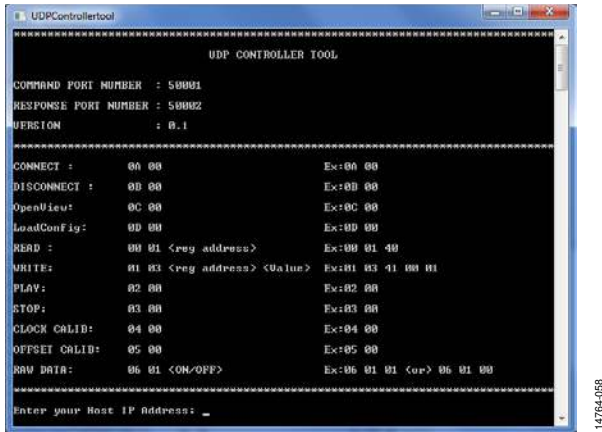 UDPControllertool
************************************************************************
UDP CONTROLLER TOOL
COMMAND PORT NUMBER : 50001
RESPONSE PORT NUMBER : 50002
VERSION : 0.1
************************************************************************
CONNECT : 0A 00 Ex:0A 00
DISCONNECT : 0B 00 Ex:0B 00
OpenView: 0C 00 Ex:0C 00
LoadConfig: 0D 00 Ex:0D 00
READ : 00 01 <reg address> Ex:00 01 40
WRITE: 01 03 <reg address> <Value> Ex:01 03 41 00 01
PLAY: 02 00 Ex:02 00
STOP: 03 00 Ex:03 00
CLOCK CALIB: 04 00 Ex:04 00
OFFSET CALIB: 05 00 Ex:05 00
RAW DATA: 06 01 <ON/OFF> Ex:06 01 01 <or> 06 01 00
************************************************************************
Enter your Host IP Address: _
14764-058